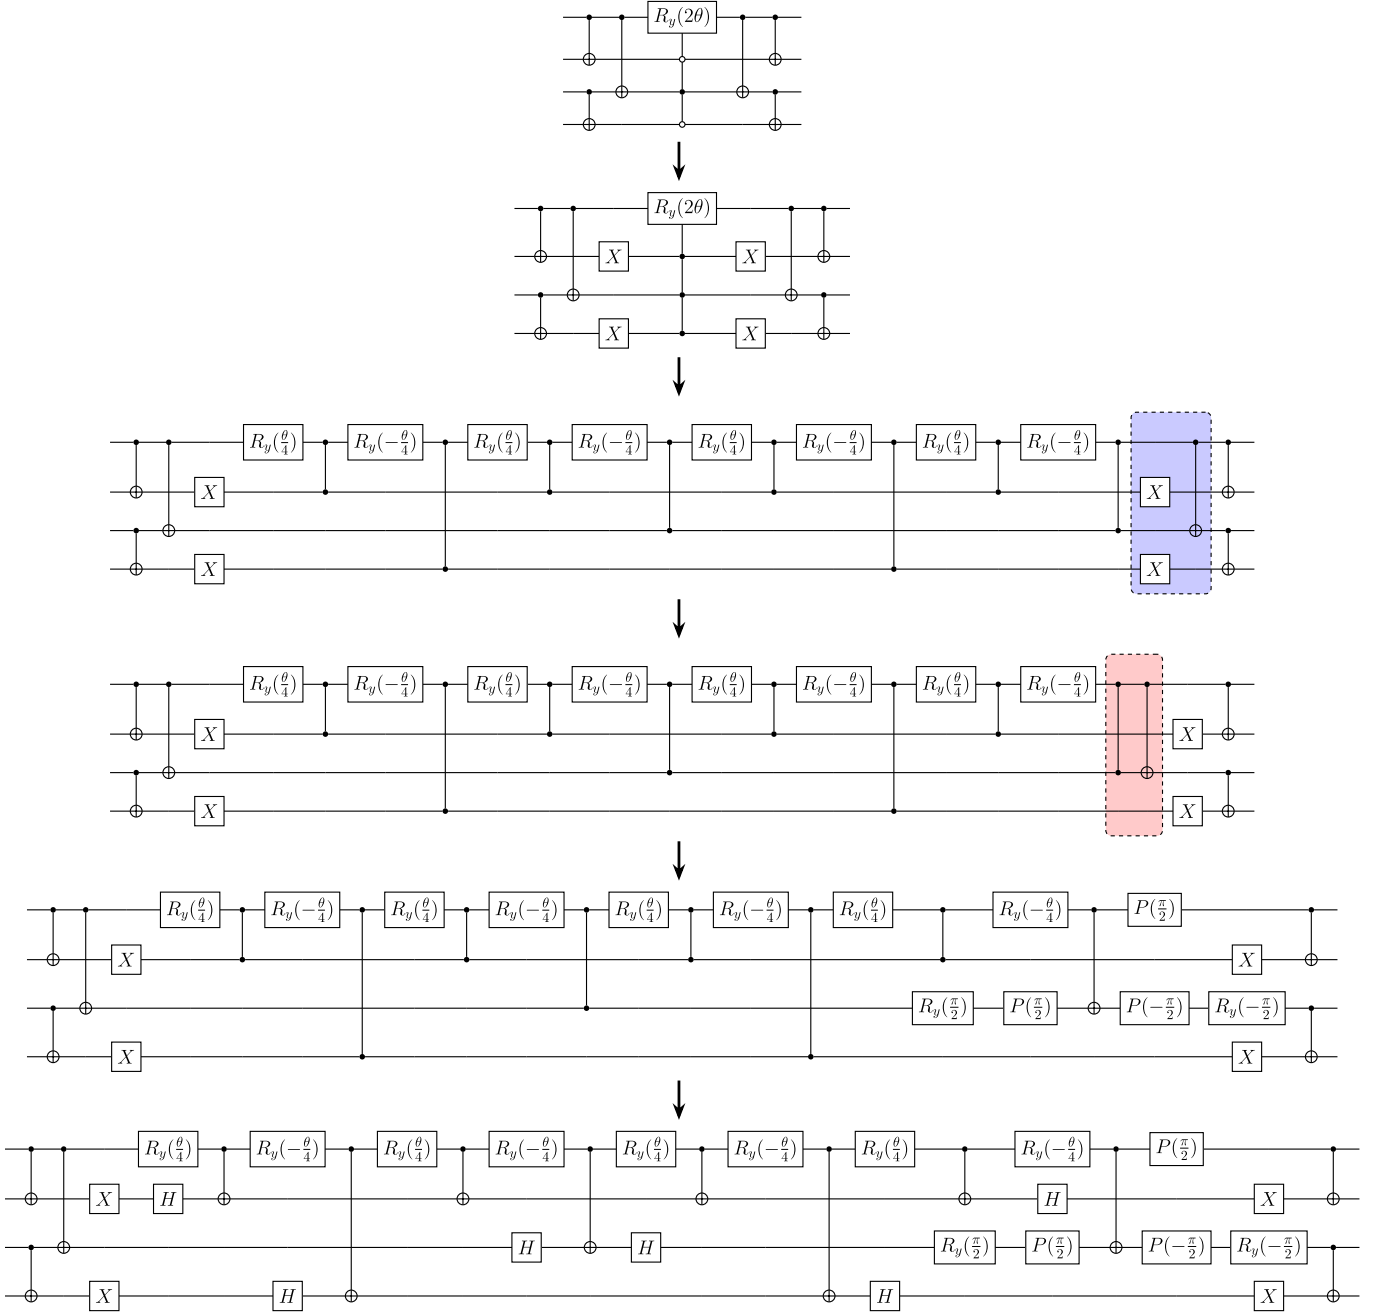 R_y(2θ)
R_y(2θ)
X X
X X
R_y(θ/4) R_y(-θ/4) R_y(θ/4) R_y(-θ/4) R_y(θ/4) R_y(-θ/4) R_y(θ/4) R_y(-θ/4)
X X
X X
R_y(θ/4) R_y(-θ/4) R_y(θ/4) R_y(-θ/4) R_y(θ/4) R_y(-θ/4) R_y(θ/4) R_y(-θ/4)
X X
X X
R_y(θ/4) R_y(-θ/4) R_y(θ/4) R_y(-θ/4) R_y(θ/4) R_y(-θ/4) R_y(θ/4) R_y(-θ/4) P(π/2)
X X
R_y(π/2) P(π/2) P(-π/2) R_y(-π/2)
X X
R_y(θ/4) R_y(-θ/4) R_y(θ/4) R_y(-θ/4) R_y(θ/4) R_y(-θ/4) R_y(θ/4) R_y(-θ/4) P(π/2)
X H H X
H H R_y(π/2) P(π/2) P(-π/2) R_y(-π/2)
X H H X